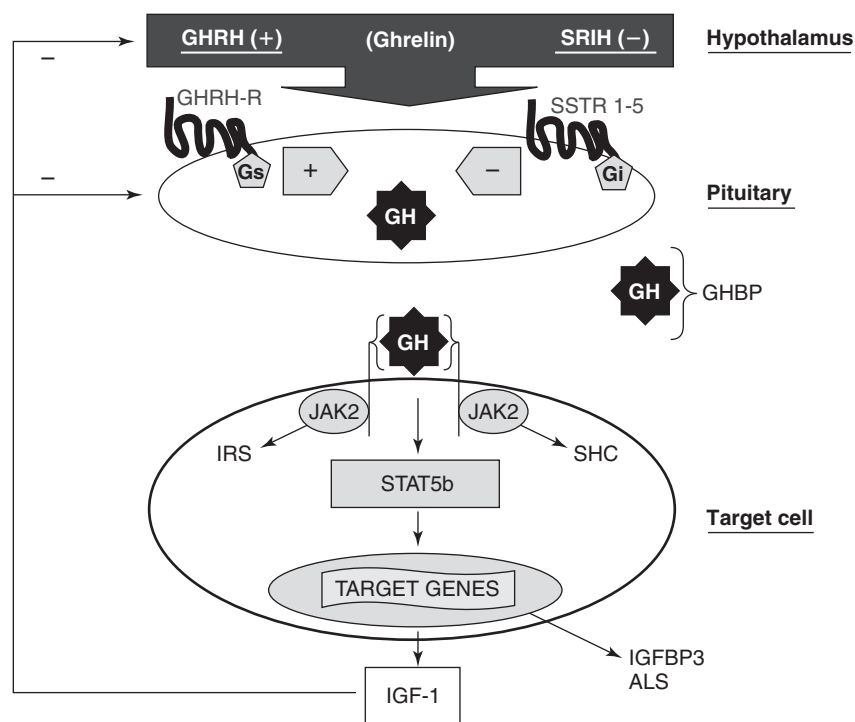 GHRH (+) (Ghrelin) SRIH (−) Hypothalamus
−
GHRH-R SSTR 1-5
Gs + − Gi
− Pituitary
GH
GH GHBP
GH
JAK2 JAK2
IRS SHC
STAT5b
Target cell
TARGET GENES
IGFBP3
ALS
IGF-1